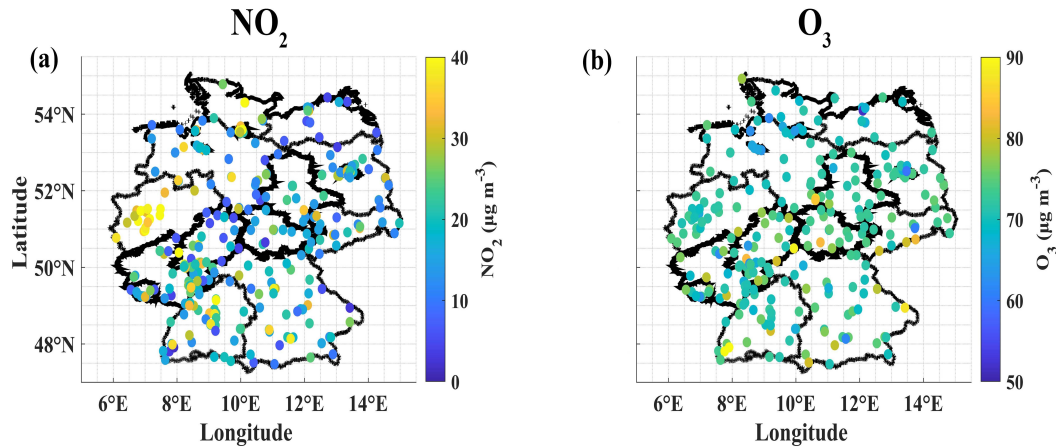 NO2
(a)
54°N
52°N
50°N
48°N
Latitude
6°E 8°E 10°E 12°E 14°E
Longitude
40
30
20
10
0
NO2 (µg m-3)
O3
(b)
6°E 8°E 10°E 12°E 14°E
Longitude
90
80
70
60
50
O3 (µg m-3)